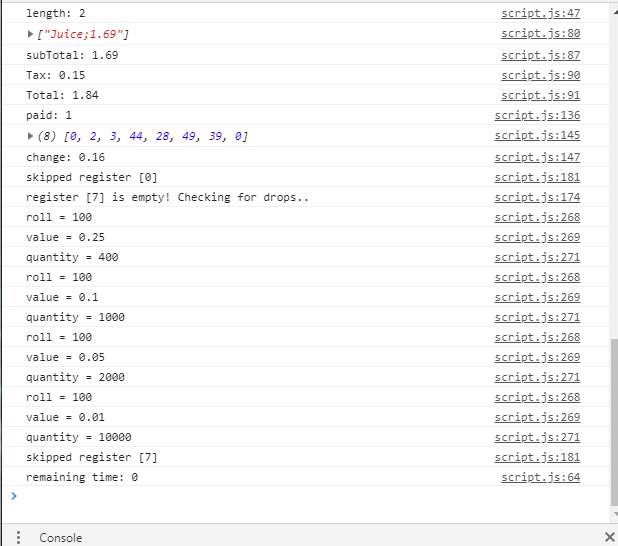 length: 2 script.js:47
▶["Juice;1.69"] script.js:80
subTotal: 1.69 script.js:87
Tax: 0.15 script.js:90
Total: 1.84 script.js:91
paid: 1 script.js:136
▶(8) [0, 2, 3, 44, 28, 49, 39, 0] script.js:145
change: 0.16 script.js:147
skipped register [0] script.js:181
register [7] is empty! Checking for drops.. script.js:174
roll = 100 script.js:268
value = 0.25 script.js:269
quantity = 400 script.js:271
roll = 100 script.js:268
value = 0.1 script.js:269
quantity = 1000 script.js:271
roll = 100 script.js:268
value = 0.05 script.js:269
quantity = 2000 script.js:271
roll = 100 script.js:268
value = 0.01 script.js:269
quantity = 10000 script.js:271
skipped register [7] script.js:181
remaining time: 0 script.js:64
>
Console